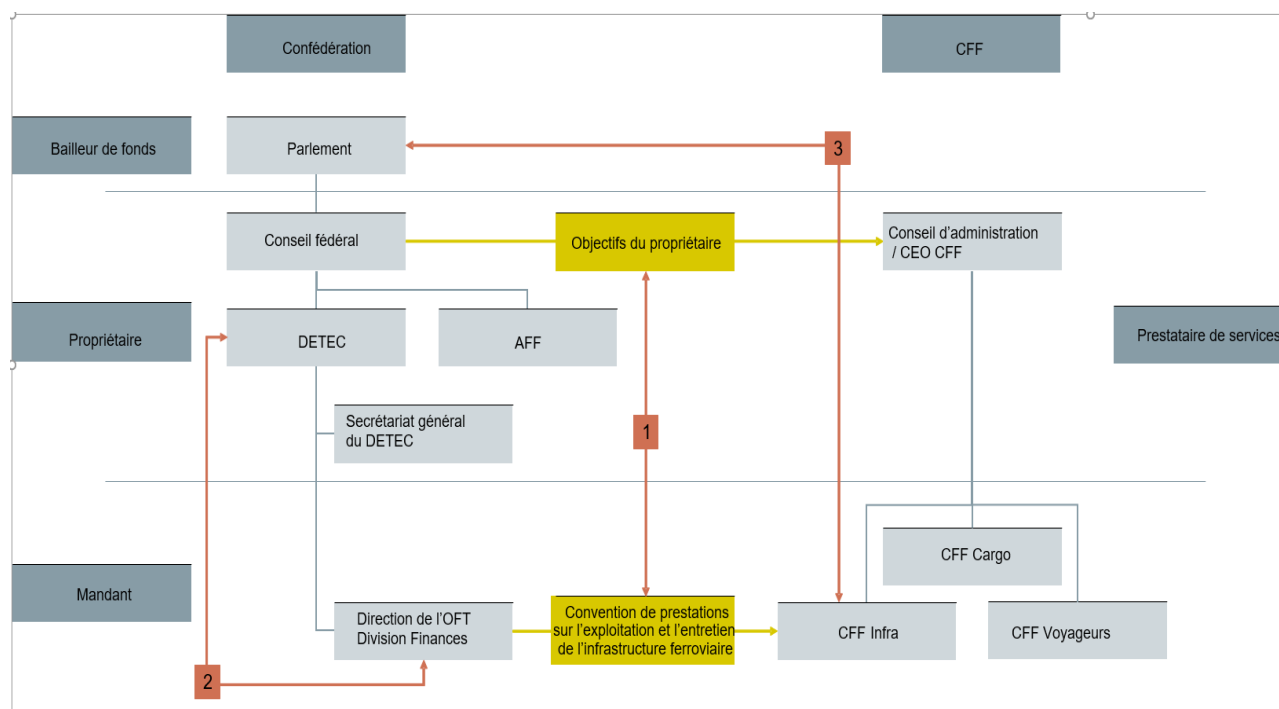 Confédération
CFF
Bailleur de fonds
Parlement
3
Conseil fédéral
Objectifs du propriétaire
Conseil d’administration
/ CEO CFF
Propriétaire
DETEC
AFF
Prestataire de services
Secrétariat général
du DETEC
1
CFF Cargo
Mandant
Direction de l’OFT
Division Finances
Convention de prestations
sur l’exploitation et l’entretien
de l’infrastructure ferroviaire
CFF Infra
CFF Voyageurs
2